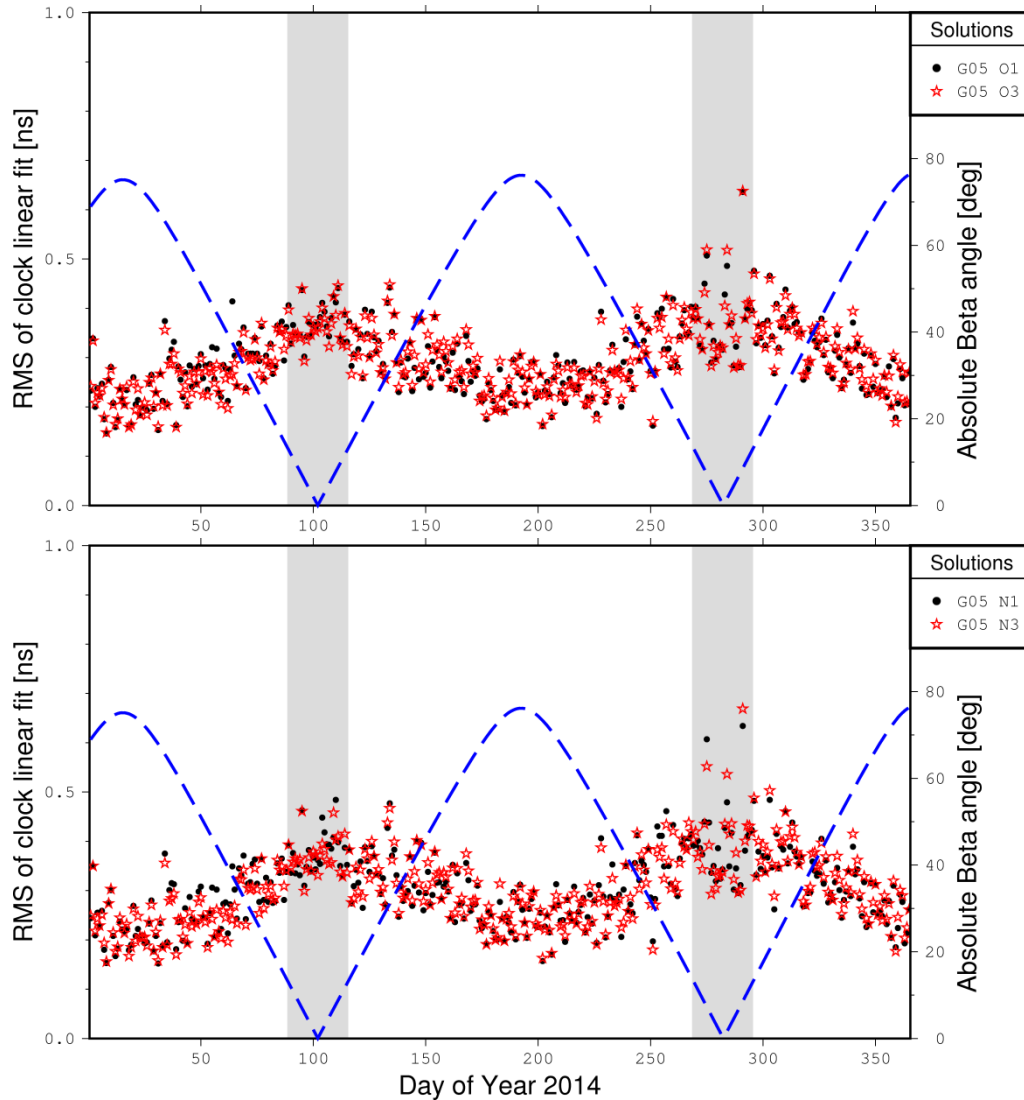 1.0
0.5
0.0
RMS of clock linear fit [ns]
50
100
150
200
250
300
350
80
60
40
20
0
Absolute Beta angle [deg]
Solutions
G05 O1
G05 O3
1.0
0.5
0.0
RMS of clock linear fit [ns]
50
100
150
200
250
300
350
Day of Year 2014
80
60
40
20
0
Absolute Beta angle [deg]
Solutions
G05 N1
G05 N3